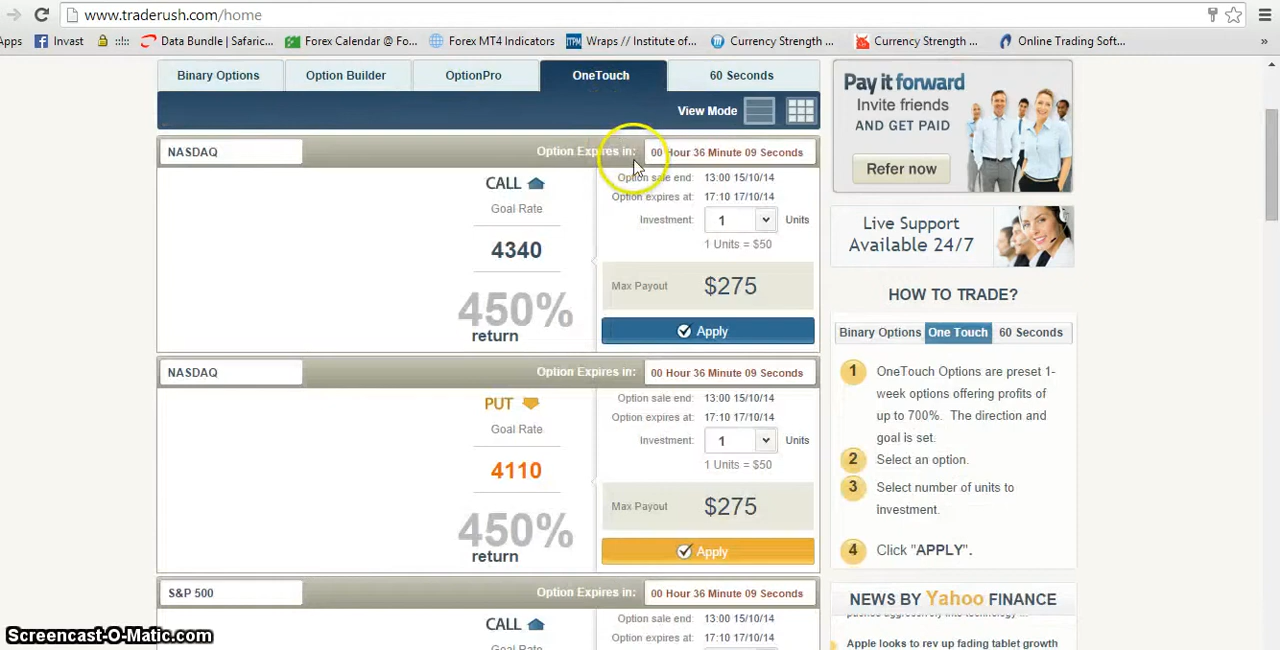 www.traderush.com/home
Apps
Invast
.::!:.
Data Bundle | Safaric...
Forex Calendar @ Fo...
Forex MT4 Indicators
Wraps // Institute of...
Currency Strength ...
Currency Strength ...
Online Trading Soft...
»
Binary Options
Option Builder
OptionPro
OneTouch
60 Seconds
View Mode
NASDAQ
Option Expires in:
00 Hour 36 Minute 09 Seconds
CALL
Goal Rate
4340
450%
return
Option sale end: 13:00 15/10/14
Option expires at: 17:10 17/10/14
Investment: 1 Units
1 Units = $50
Max Payout $275
Apply
NASDAQ
Option Expires in:
00 Hour 36 Minute 09 Seconds
PUT
Goal Rate
4110
450%
return
Option sale end: 13:00 15/10/14
Option expires at: 17:10 17/10/14
Investment: 1 Units
1 Units = $50
Max Payout $275
Apply
S&P 500
Option Expires in:
00 Hour 36 Minute 09 Seconds
CALL
Goal Rate
Option sale end: 13:00 15/10/14
Option expires at: 17:10 17/10/14
Pay it forward
Invite friends
AND GET PAID
Refer now
Live Support
Available 24/7
HOW TO TRADE?
Binary Options
One Touch
60 Seconds
1 OneTouch Options are preset 1-
week options offering profits of
up to 700%. The direction and
goal is set.
2 Select an option.
3 Select number of units to
investment.
4 Click "APPLY".
NEWS BY Yahoo FINANCE
pushes aggressively into technology ...
Apple looks to rev up fading tablet growth
Screencast-O-Matic.com